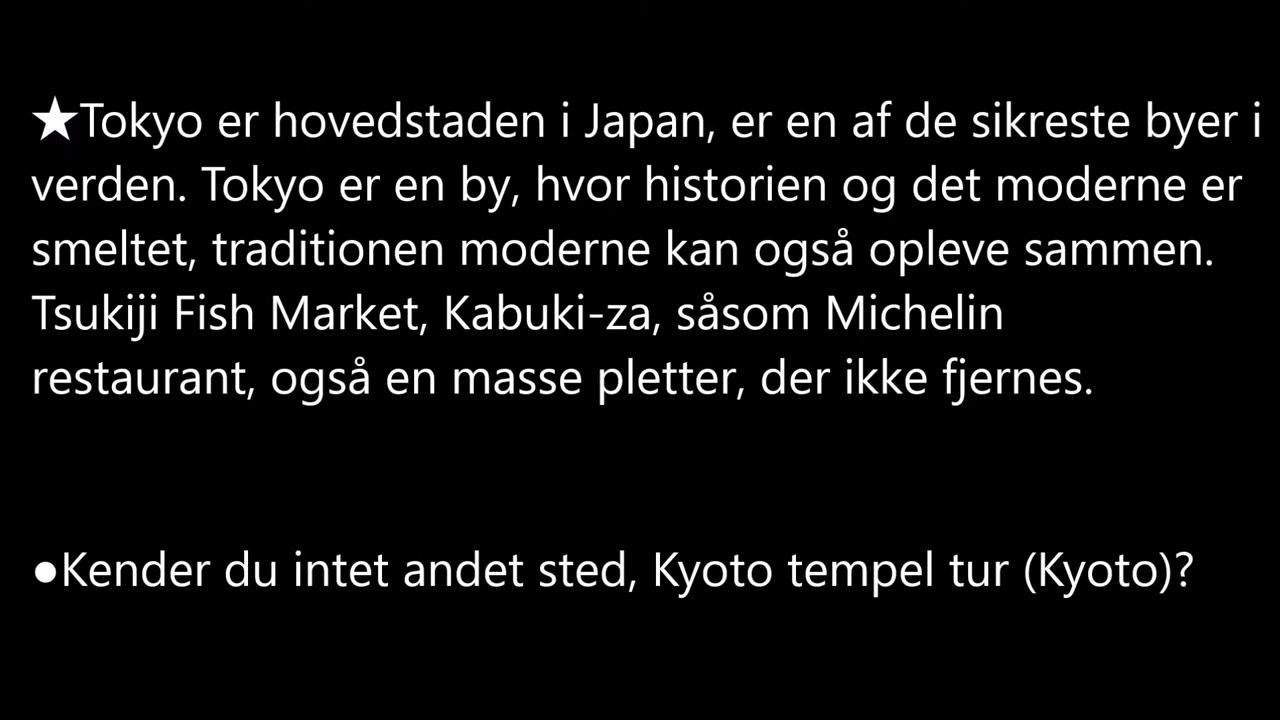 ★Tokyo er hovedstaden i Japan, er en af de sikreste byer i
verden. Tokyo er en by, hvor historien og det moderne er
smeltet, traditionen moderne kan også opleve sammen.
Tsukiji Fish Market, Kabuki-za, såsom Michelin
restaurant, også en masse pletter, der ikke fjernes.
●Kender du intet andet sted, Kyoto tempel tur (Kyoto)?